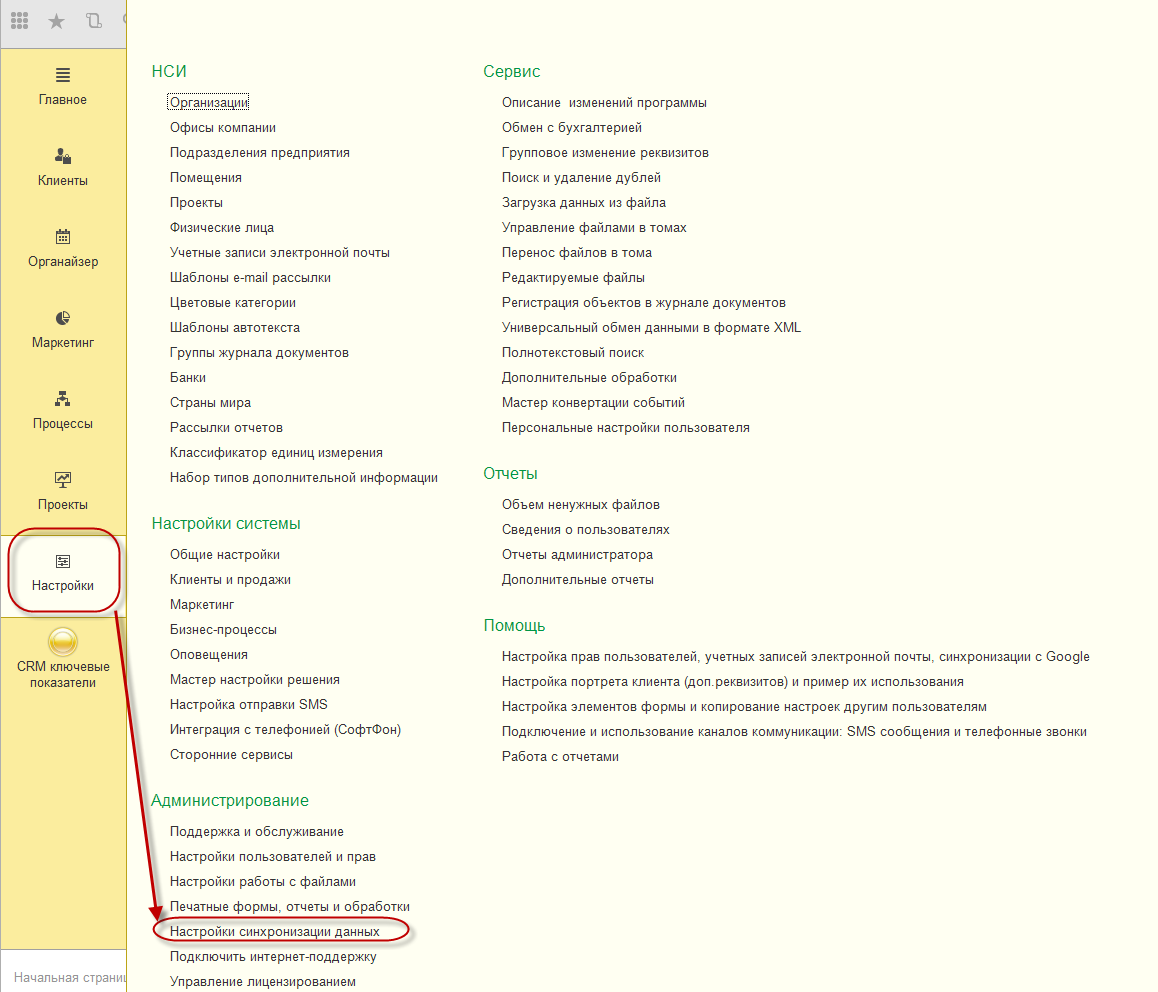 Главное
Клиенты
Органайзер
Маркетинг
Процессы
Проекты
Настройки
CRM ключевые
показатели
НСИ
Организации
Офисы компании
Подразделения предприятия
Помещения
Проекты
Физические лица
Учетные записи электронной почты
Шаблоны e-mail рассылки
Цветовые категории
Шаблоны автотекста
Группы журнала документов
Банки
Страны мира
Рассылки отчетов
Классификатор единиц измерения
Набор типов дополнительной информации
Настройки системы
Общие настройки
Клиенты и продажи
Маркетинг
Бизнес-процессы
Оповещения
Мастер настройки решения
Настройка отправки SMS
Интеграция с телефонией (СофтФон)
Сторонние сервисы
Администрирование
Поддержка и обслуживание
Настройки пользователей и прав
Настройки работы с файлами
Печатные формы, отчеты и обработки
Настройки синхронизации данных
Подключить интернет-поддержку
Управление лицензированием
Сервис
Описание  изменений программы
Обмен с бухгалтерией
Групповое изменение реквизитов
Поиск и удаление дублей
Загрузка данных из файла
Управление файлами в томах
Перенос файлов в тома
Редактируемые файлы
Регистрация объектов в журнале документов
Универсальный обмен данными в формате XML
Полнотекстовый поиск
Дополнительные обработки
Мастер конвертации событий
Персональные настройки пользователя
Отчеты
Объем ненужных файлов
Сведения о пользователях
Отчеты администратора
Дополнительные отчеты
Помощь
Настройка прав пользователей, учетных записей электронной почты, синхронизации с Google
Настройка портрета клиента (доп.реквизитов) и пример их использования
Настройка элементов формы и копирование настроек другим пользователям
Подключение и использование каналов коммуникации: SMS сообщения и телефонные звонки
Работа с отчетами
Начальная страниц